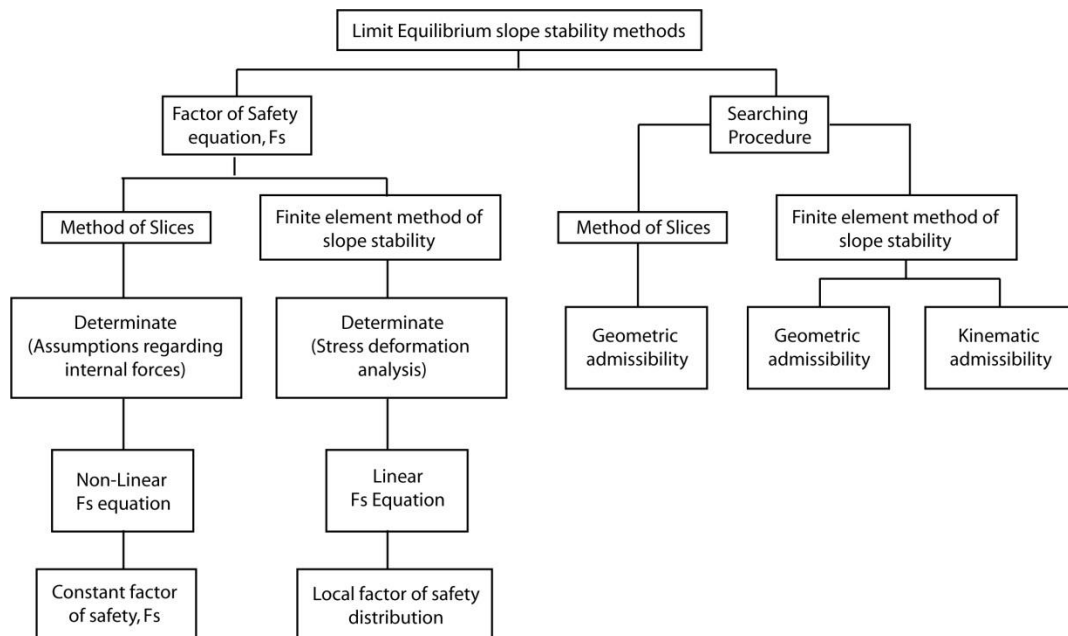 Limit Equilibrium slope stability methods
Factor of Safety
equation, Fs
Searching
Procedure
Method of Slices
Finite element method of
slope stability
Method of Slices
Finite element method of
slope stability
Determinate
(Assumptions regarding
internal forces)
Determinate
(Stress deformation
analysis)
Geometric
admissibility
Geometric
admissibility
Kinematic
admissibility
Non-Linear
Fs equation
Linear
Fs Equation
Constant factor
of safety, Fs
Local factor of safety
distribution